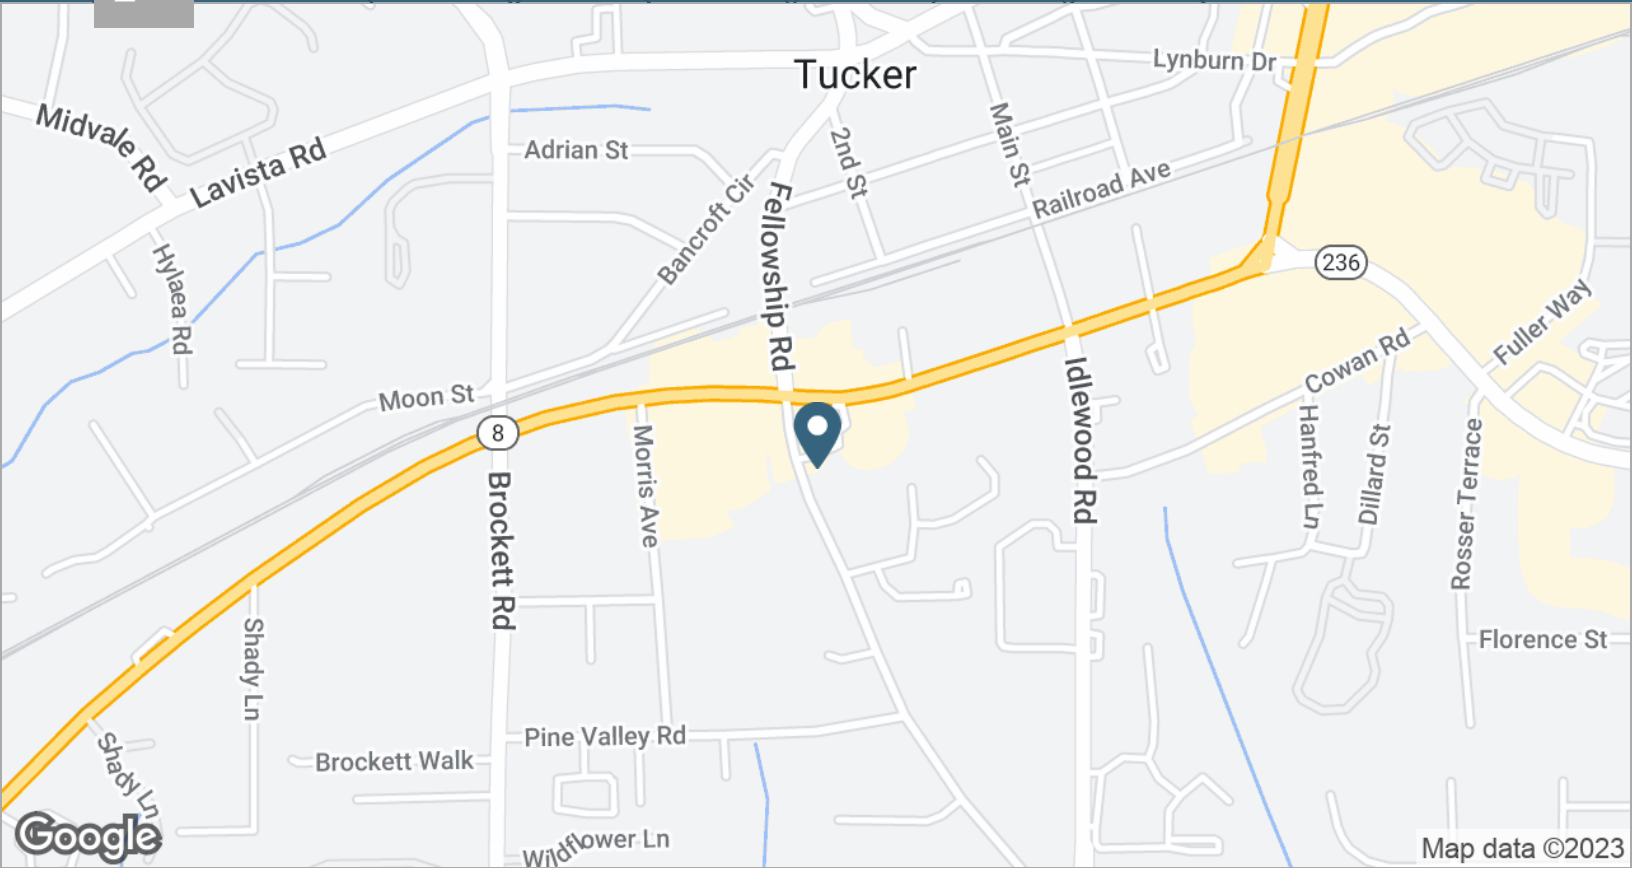 Tucker
Lynburn Dr
Midvale Rd
Lavista Rd
Adrian St
2nd St
Main St
Railroad Ave
Bancroft Cir
Fellowship Rd
Hylaea Rd
236
Fuller Way
Cowan Rd
Moon St
8
Idlewood Rd
Hanfred Ln
Dillard St
Rosser Terrace
Morris Ave
Brockett Rd
Shady Ln
Florence St
Pine Valley Rd
Brockett Walk
Shady Ln
Wildflower Ln
Google
Map data ©2023